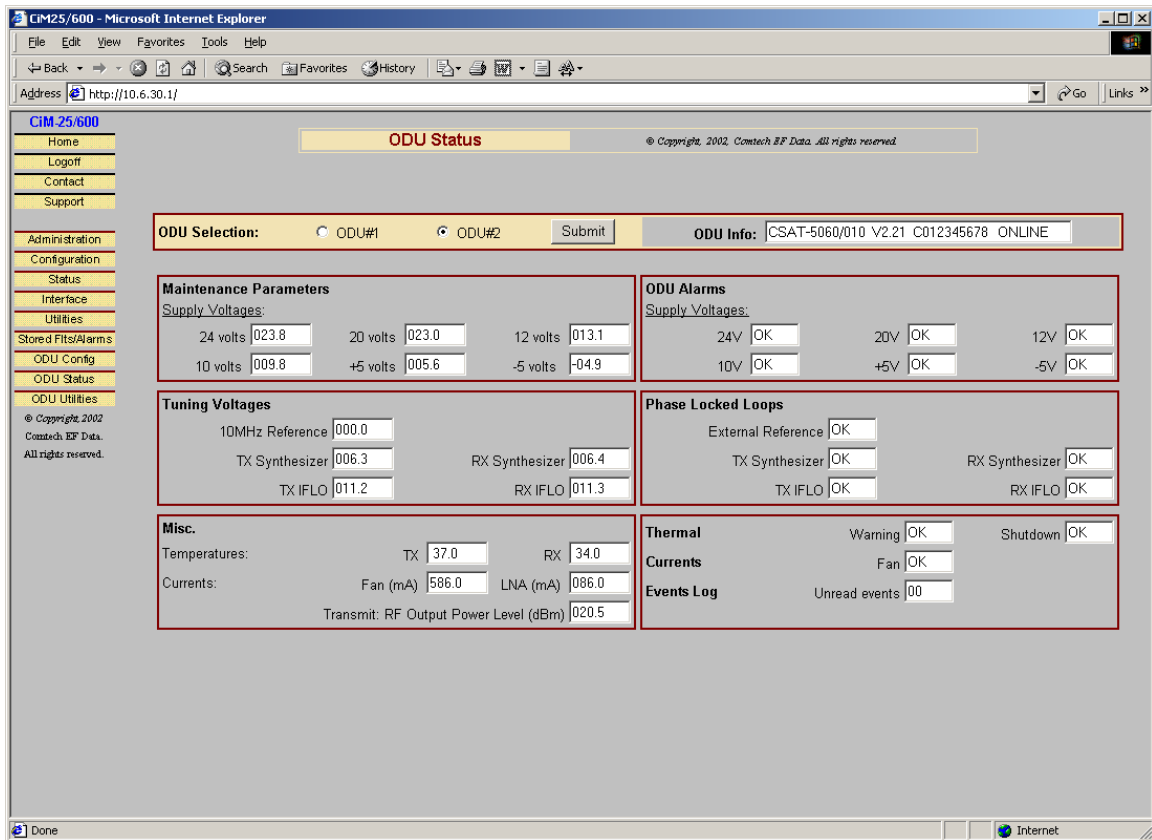 CiM25/600 - Microsoft Internet Explorer
File Edit View Favorites Tools Help
Back Search Favorites History
Address http://10.6.30.1/ Go Links »
CiM-25/600
Home
Logoff
Contact
Support
Administration
Configuration
Status
Interface
Utilities
Stored Flts/Alarms
ODU Config
ODU Status
ODU Utilities
© Copyright, 2002
Comtech EF Data.
All rights reserved.
ODU Status © Copyright, 2002, Comtech EF Data. All rights reserved.
ODU Selection: ODU#1 ODU#2 Submit ODU Info: CSAT-5060/010 V2.21 C012345678 ONLINE
Maintenance Parameters
Supply Voltages:
24 volts 023.8 20 volts 023.0 12 volts 013.1
10 volts 009.8 +5 volts 005.6 -5 volts -04.9
ODU Alarms
Supply Voltages:
24V OK 20V OK 12V OK
10V OK +5V OK -5V OK
Tuning Voltages
10MHz Reference 000.0
TX Synthesizer 006.3 RX Synthesizer 006.4
TX IFLO 011.2 RX IFLO 011.3
Phase Locked Loops
External Reference OK
TX Synthesizer OK RX Synthesizer OK
TX IFLO OK RX IFLO OK
Misc.
Temperatures: TX 37.0 RX 34.0
Currents: Fan (mA) 586.0 LNA (mA) 086.0
Transmit: RF Output Power Level (dBm) 020.5
Thermal Warning OK Shutdown OK
Currents Fan OK
Events Log Unread events 00
Done Internet